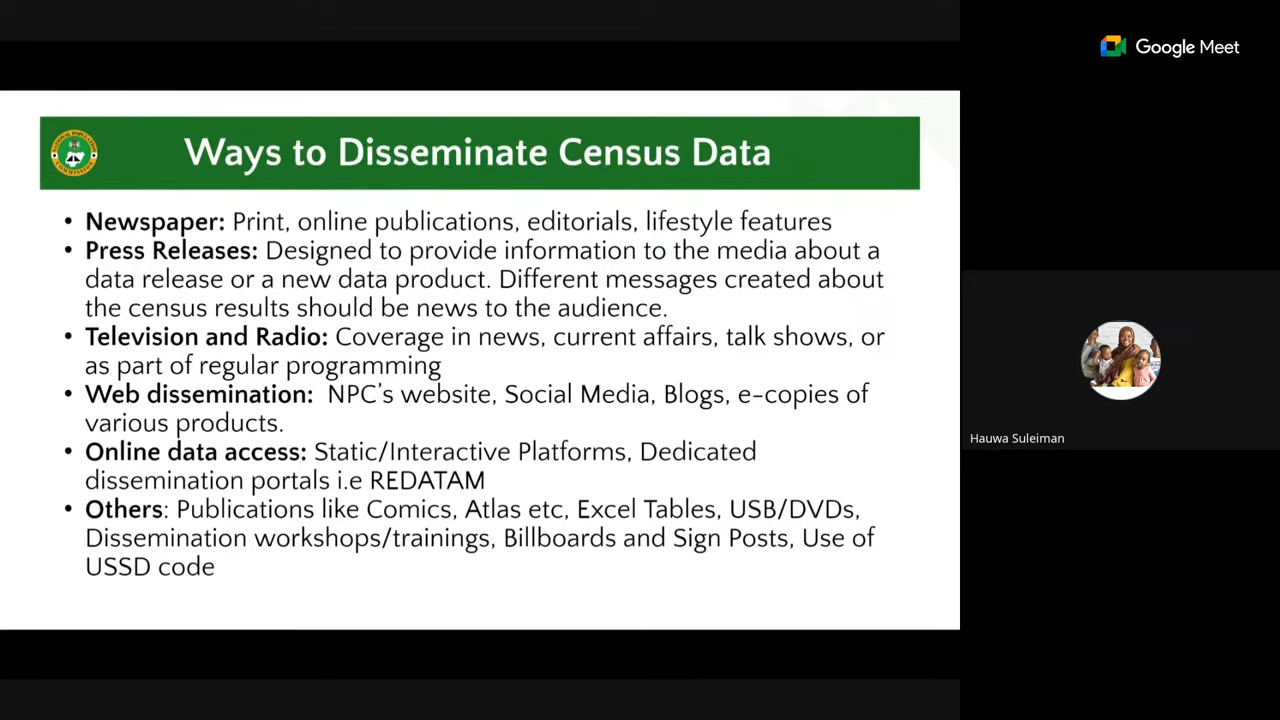 Google Meet
Ways to Disseminate Census Data
• Newspaper: Print, online publications, editorials, lifestyle features
• Press Releases: Designed to provide information to the media about a
data release or a new data product. Different messages created about
the census results should be news to the audience.
• Television and Radio: Coverage in news, current affairs, talk shows, or
as part of regular programming
• Web dissemination:  NPC’s website, Social Media, Blogs, e-copies of
various products.
• Online data access: Static/Interactive Platforms, Dedicated
dissemination portals i.e REDATAM
• Others: Publications like Comics, Atlas etc, Excel Tables, USB/DVDs,
Dissemination workshops/trainings, Billboards and Sign Posts, Use of
USSD code
Hauwa Suleiman